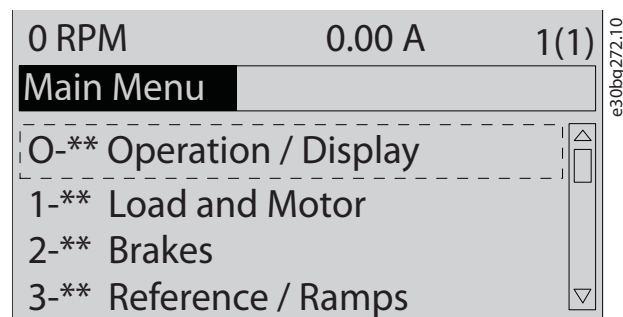 0 RPM 0.00 A 1(1)
Main Menu
O-** Operation / Display
1-** Load and Motor
2-** Brakes
3-** Reference / Ramps
e30bq272.10